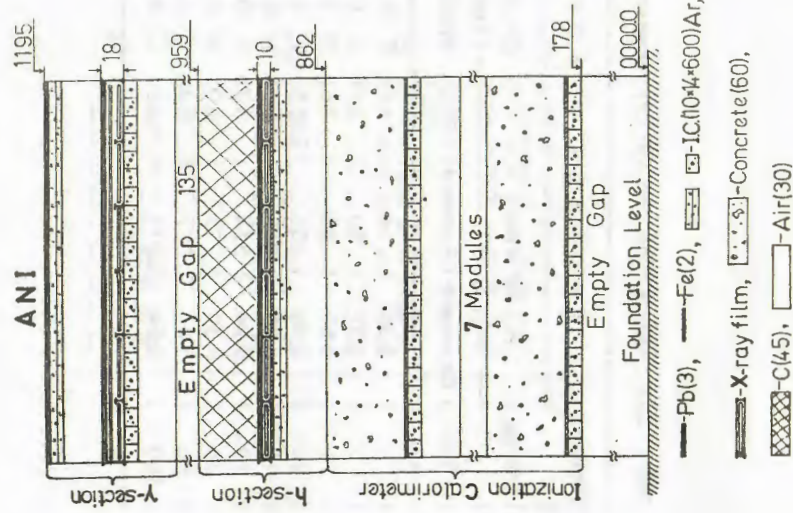 ANI
1195
18
959
10
862
178
0000.0
γ-section
h-section
Ionization Calorimeter
Empty Gap 135
7 Modules
Empty Gap
Foundation Level
-Pb(3), -Fe(2), -I.C.(10×14×600)Ar,
-X-ray film, -Concrete(60),
-C(45), -Air(30)